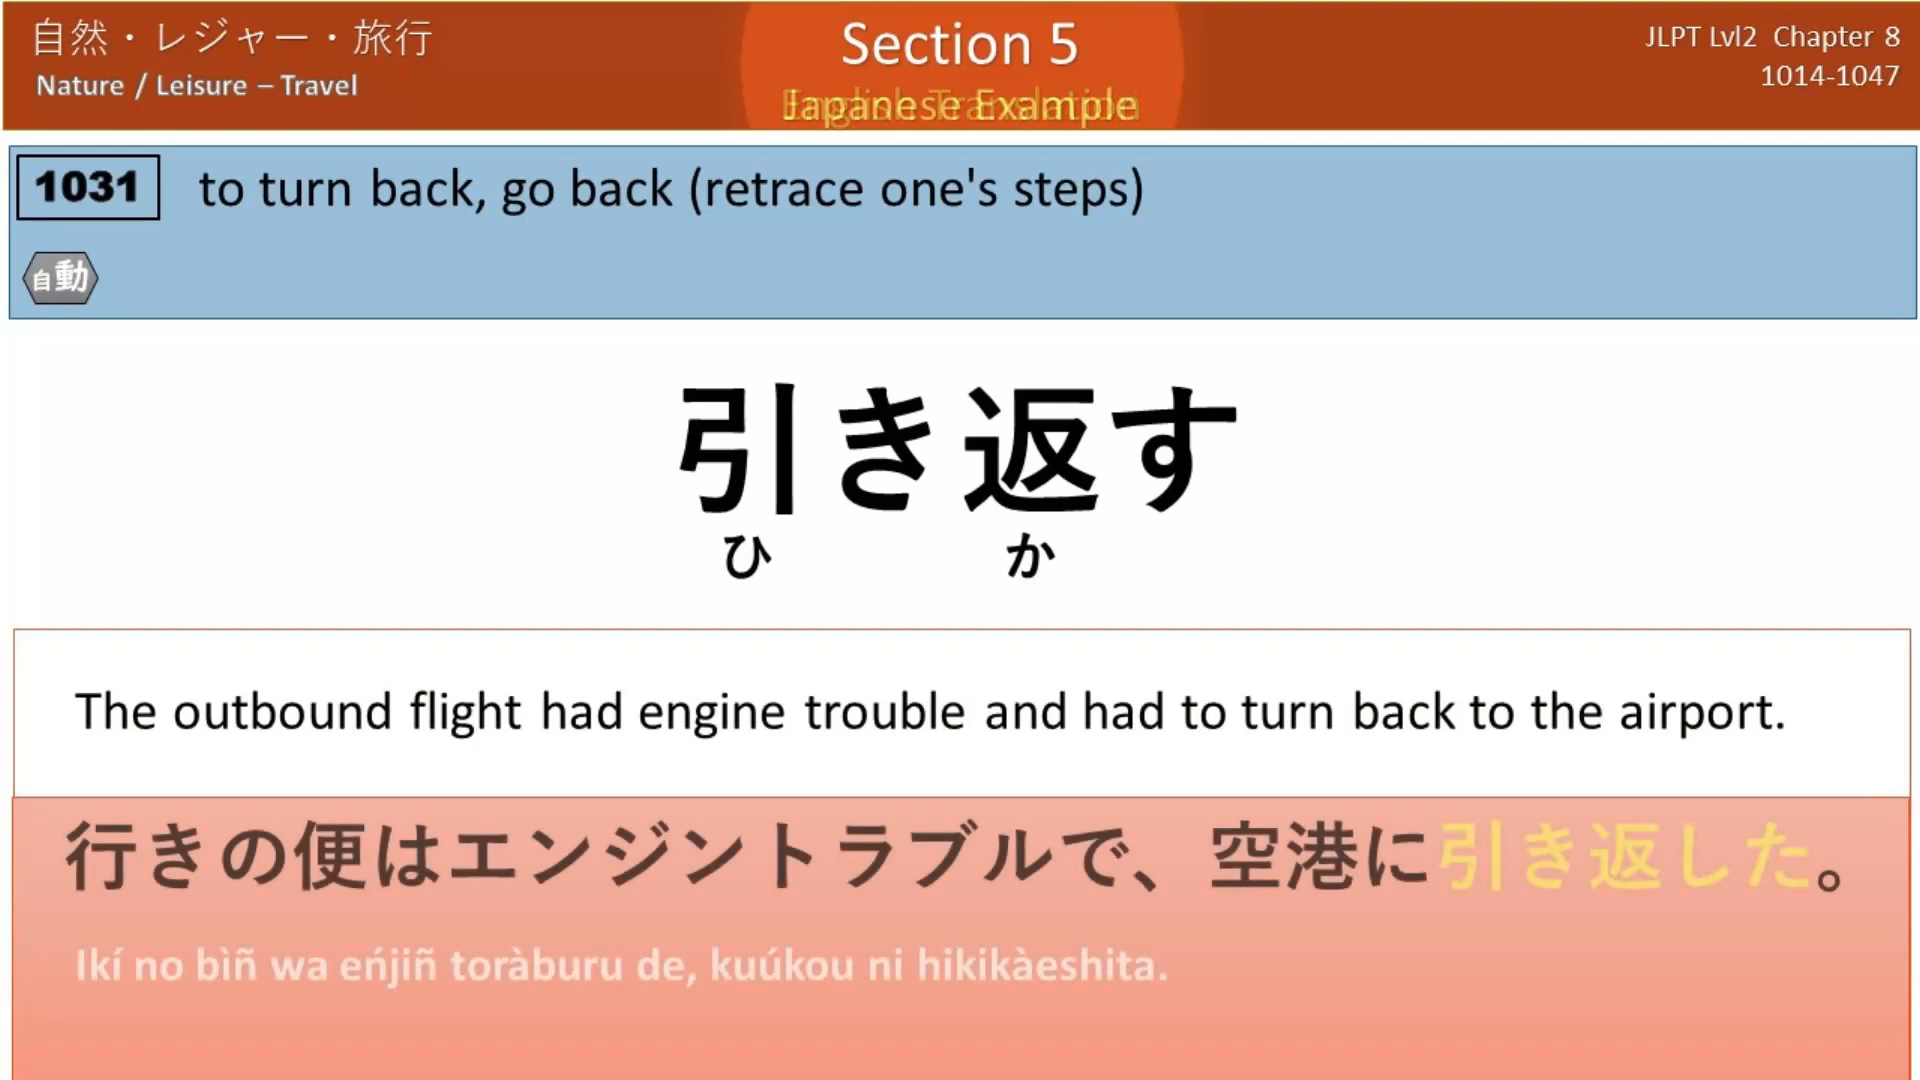 自然・レジャー・旅行
Nature / Leisure – Travel
Section 5
Japanese Example
JLPT Lvl2 Chapter 8
1014-1047
1031 to turn back, go back (retrace one's steps)
自動
引き返す
ひ か
The outbound flight had engine trouble and had to turn back to the airport.
行きの便はエンジントラブルで、空港に引き返した。
Ikí no bìñ wa eńjiñ toràburu de, kuúkou ni hikikàeshita.